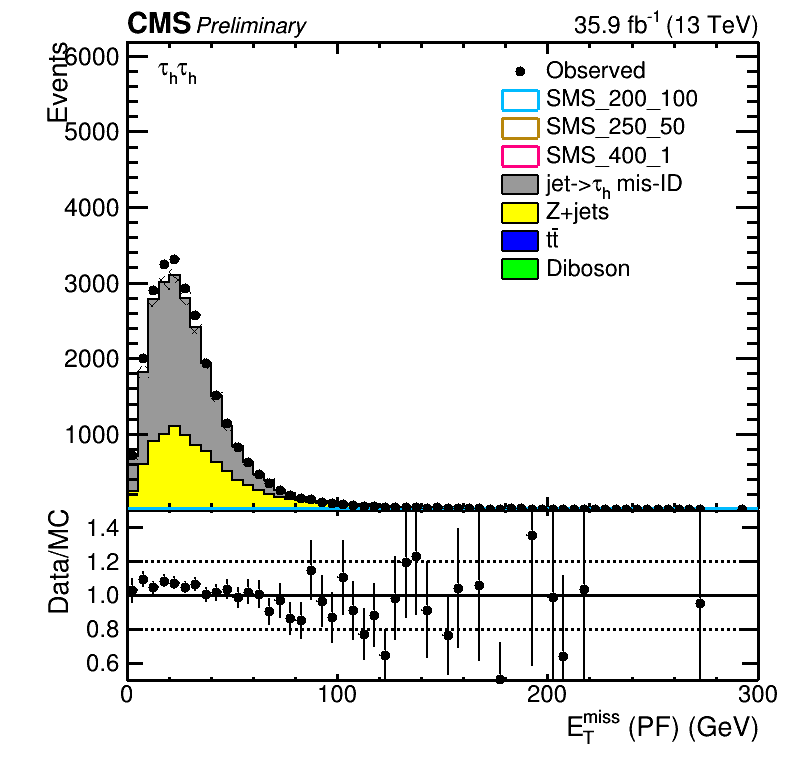 CMS Preliminary 35.9 fb⁻¹ (13 TeV)
Events
6000
5000
4000
3000
2000
1000
τₕτₕ
Observed
SMS_200_100
SMS_250_50
SMS_400_1
jet->τₕ mis-ID
Z+jets
tt̄
Diboson
Data/MC
1.4
1.2
1.0
0.8
0.6
0 100 200 300
E_T^miss (PF) (GeV)